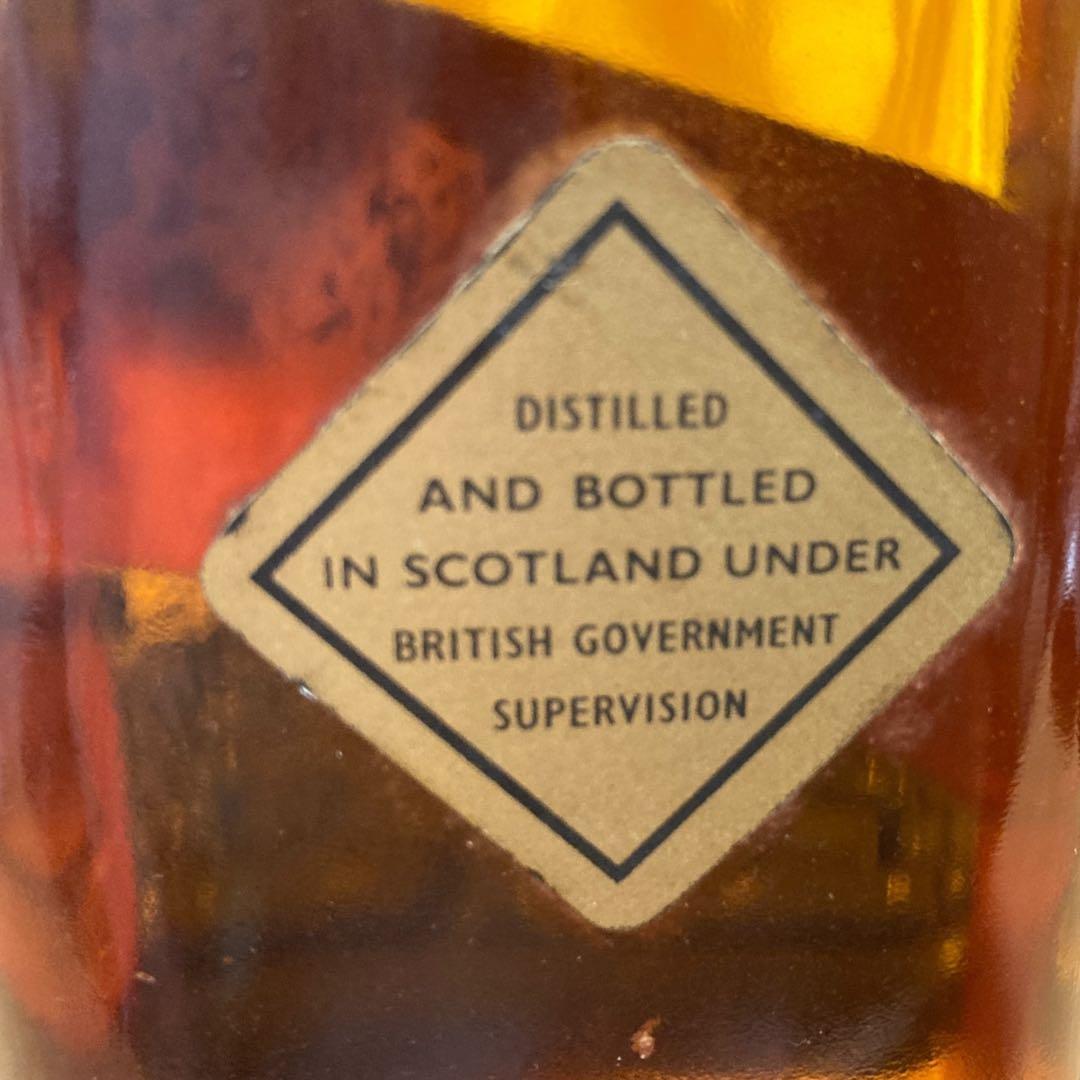 DISTILLED
AND BOTTLED
IN SCOTLAND UNDER
BRITISH GOVERNMENT
SUPERVISION